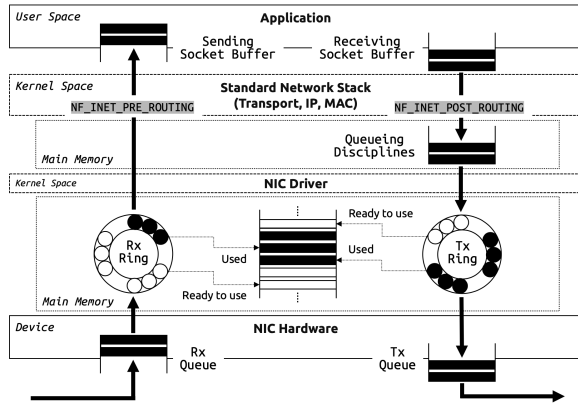 User Space
Application
Sending
Socket Buffer
Receiving
Socket Buffer
Kernel Space
Standard Network Stack
(Transport, IP, MAC)
NF_INET_PRE_ROUTING
NF_INET_POST_ROUTING
Queueing
Disciplines
Main Memory
Kernel Space
NIC Driver
Ready to use
Rx
Ring
Used
Used
Tx
Ring
Ready to use
Main Memory
Device
NIC Hardware
Rx
Queue
Tx
Queue